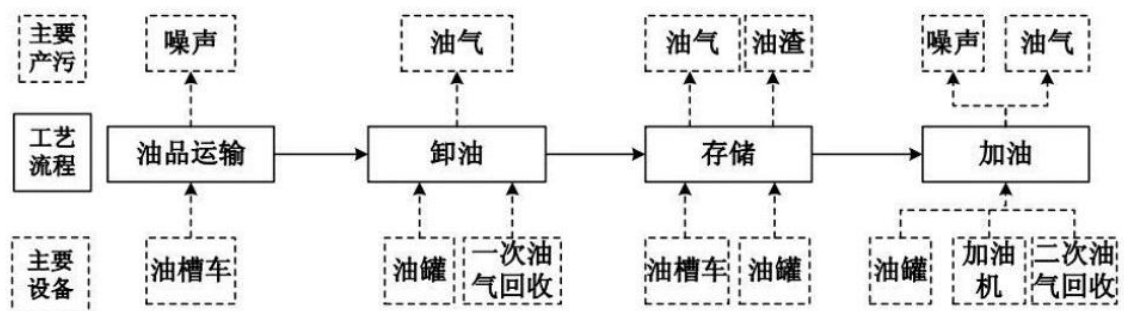 主要
产污
噪声
油气
油气
油渣
噪声
油气
工艺
流程
油品运输
卸油
存储
加油
主要
设备
油槽车
油罐
一次油
气回收
油槽车
油罐
油罐
加油
机
二次油
气回收